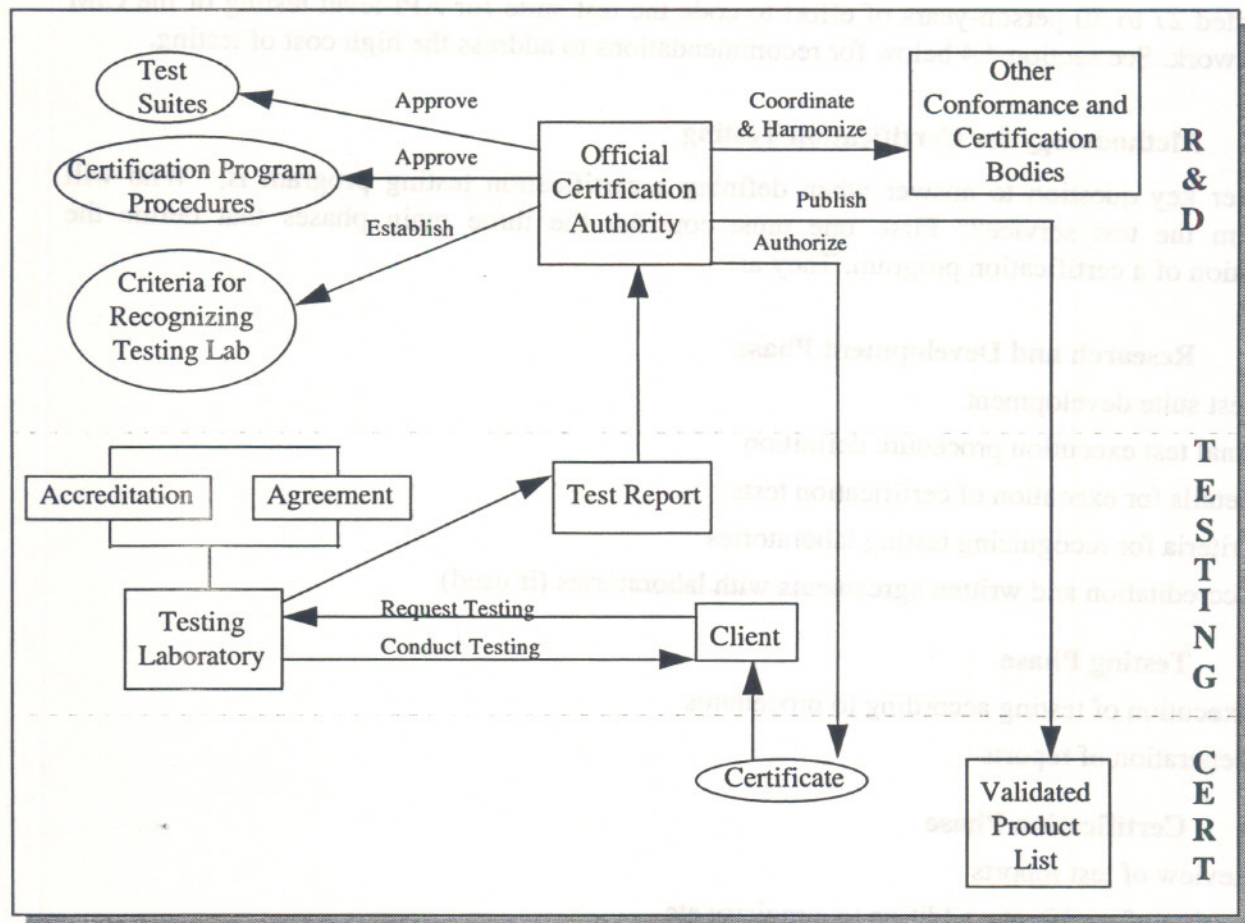 Test
Suites
Approve
Coordinate
& Harmonize
Other
Conformance and
Certification
Bodies
R
&
D
Certification Program
Procedures
Approve
Official
Certification
Authority
Publish
Establish
Authorize
Criteria for
Recognizing
Testing Lab
Accreditation
Agreement
Test Report
T
E
S
T
I
N
G
Testing
Laboratory
Request Testing
Conduct Testing
Client
Certificate
Validated
Product
List
C
E
R
T